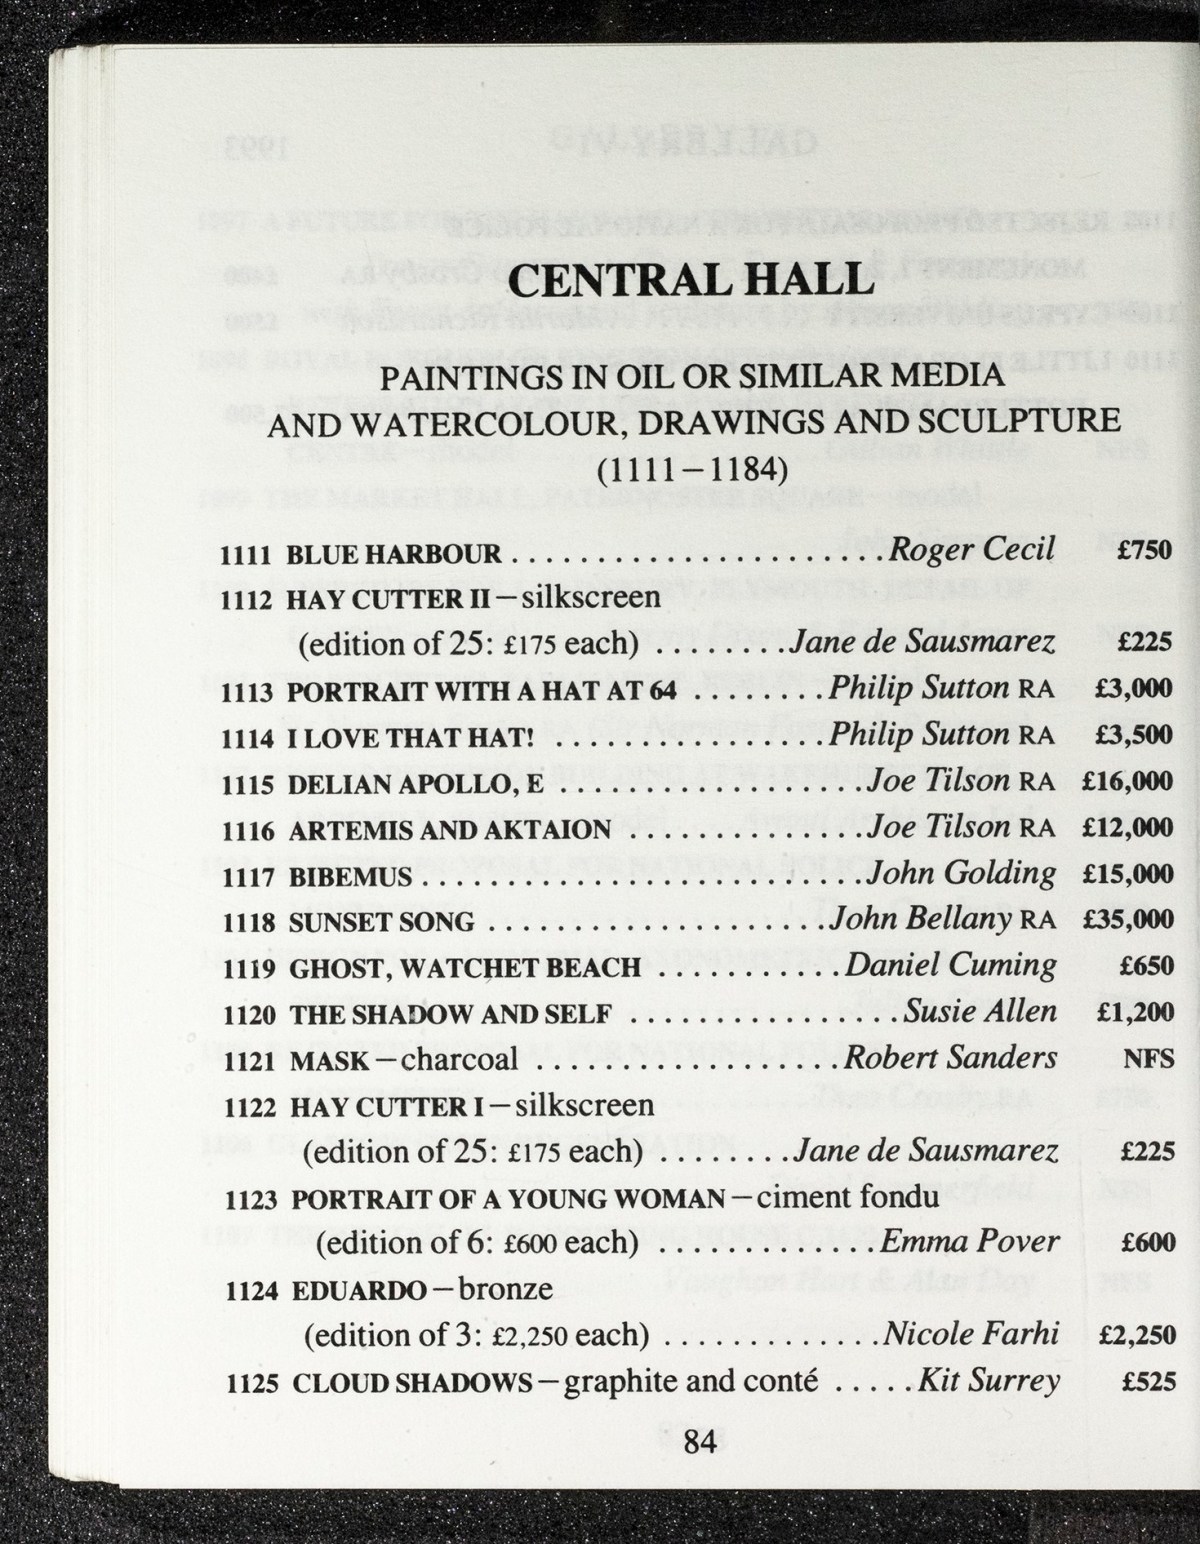 CENTRAL HALL
PAINTINGS IN OIL OR SIMILAR MEDIA
AND WATERCOLOUR, DRAWINGS AND SCULPTURE
(1111–1184)
1111 BLUE HARBOUR . . . . . . . . . . . . . . . . . . . . . . Roger Cecil £750
1112 HAY CUTTER II – silkscreen
(edition of 25: £175 each) . . . . . . . . Jane de Sausmarez £225
1113 PORTRAIT WITH A HAT AT 64 . . . . . . . . Philip Sutton RA £3,000
1114 I LOVE THAT HAT! . . . . . . . . . . . . . . . . Philip Sutton RA £3,500
1115 DELIAN APOLLO, E . . . . . . . . . . . . . . . . . . Joe Tilson RA £16,000
1116 ARTEMIS AND AKTAION . . . . . . . . . . . . . . Joe Tilson RA £12,000
1117 BIBEMUS . . . . . . . . . . . . . . . . . . . . . . . . . . John Golding £15,000
1118 SUNSET SONG . . . . . . . . . . . . . . . . . . . . John Bellany RA £35,000
1119 GHOST, WATCHET BEACH . . . . . . . . . . . Daniel Cuming £650
1120 THE SHADOW AND SELF . . . . . . . . . . . . . . . . Susie Allen £1,200
1121 MASK – charcoal . . . . . . . . . . . . . . . . . . Robert Sanders NFS
1122 HAY CUTTER I – silkscreen
(edition of 25: £175 each) . . . . . . . . Jane de Sausmarez £225
1123 PORTRAIT OF A YOUNG WOMAN – ciment fondu
(edition of 6: £600 each) . . . . . . . . . . . . . Emma Pover £600
1124 EDUARDO – bronze
(edition of 3: £2,250 each) . . . . . . . . . . . . . Nicole Farhi £2,250
1125 CLOUD SHADOWS – graphite and conté . . . . . Kit Surrey £525
84